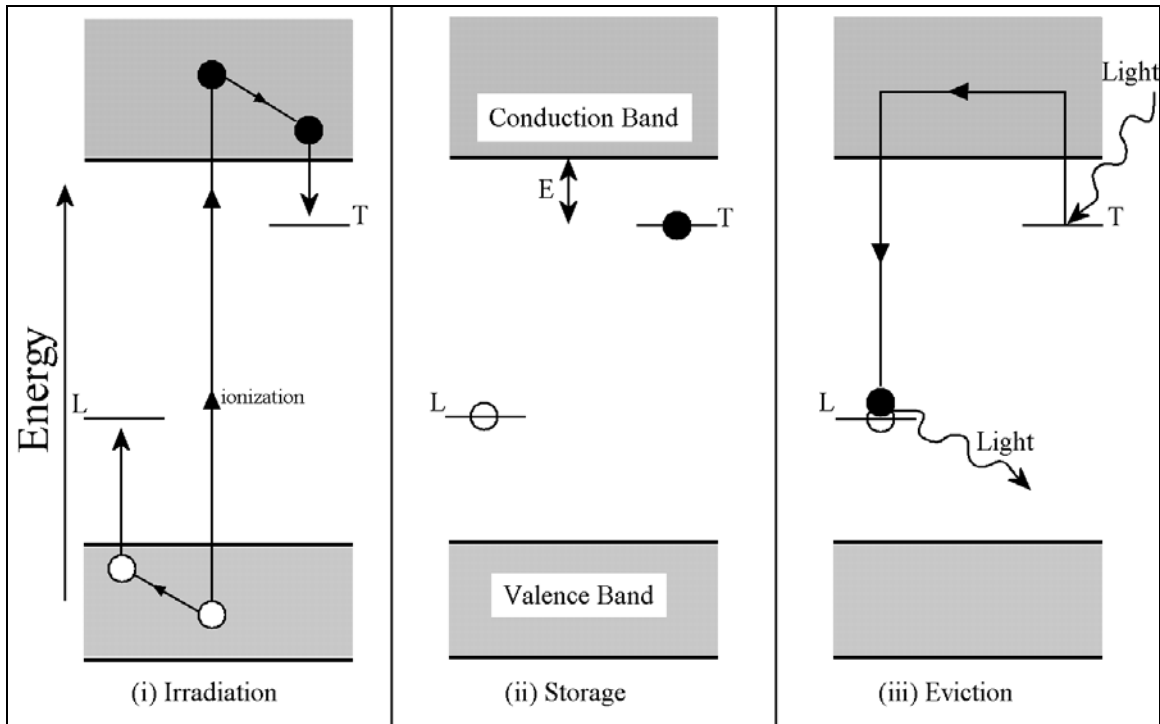 Energy
T
L
ionization
(i) Irradiation
Conduction Band
E
T
L
Valence Band
(ii) Storage
Light
T
L
Light
(iii) Eviction